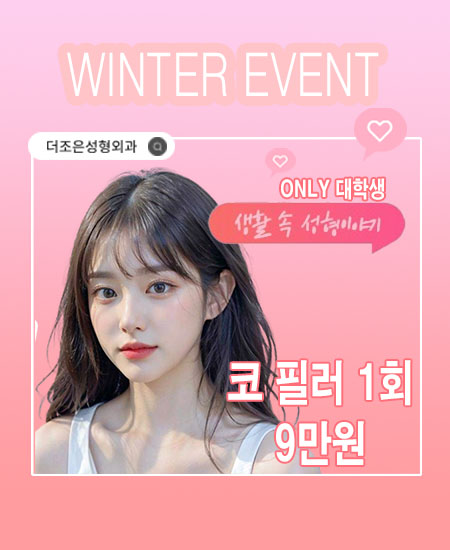 WINTER EVENT
더조은성형외과
ONLY 대학생
생활 속 성형이야기
코 필러 1회
9만원